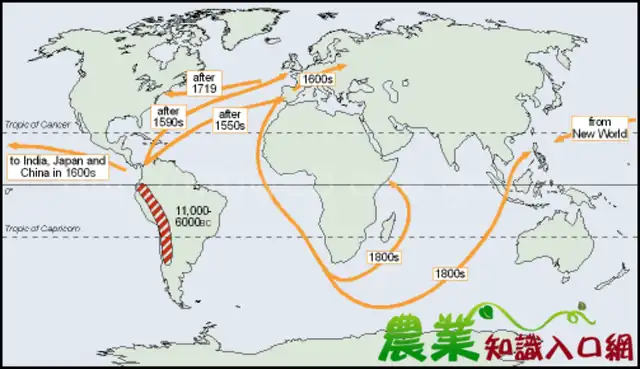 after
1719
1600s
after
1590s
after
1550s
Tropic of Cancer
from
New World
to India, Japan and
China in 1600s
0°
11,000-
6000BC
Tropic of Capricorn
1800s
1800s
農業知識入口網